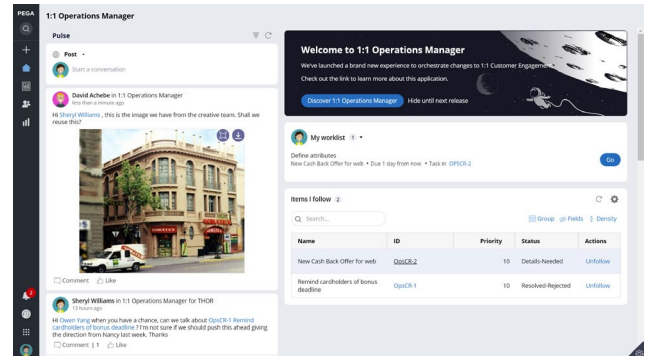 PEGA
1:1 Operations Manager
Pulse
Post
Start a conversation
David Achebe in 1:1 Operations Manager
less than a minute ago
Hi Sheryl Williams , this is the image we have from the creative team. Shall we
reuse this?
Comment Like
Sheryl Williams in 1:1 Operations Manager for THOR
13 hours ago
Hi Owen Yang when you have a chance, can we talk about OpsCR-1 Remind
cardholders of bonus deadline ? I'm not sure if we should push this ahead giving
the direction from Nancy last week. Thanks
Comment | 1 Like
2
Welcome to 1:1 Operations Manager
We've launched a brand new experience to orchestrate changes to 1:1 Customer Engagement
Check out the link to learn more about this application.
Discover 1:1 Operations Manager Hide until next release
My worklist 1
Define attributes
New Cash Back Offer for web • Due 1 day from now • Task in OPSCR-2
Go
Items I follow 2
Search...
Group Fields Density
Name ID Priority Status Actions
New Cash Back Offer for web OpsCR-2 10 Details-Needed Unfollow
Remind cardholders of bonus
deadline OpsCR-1 10 Resolved-Rejected Unfollow